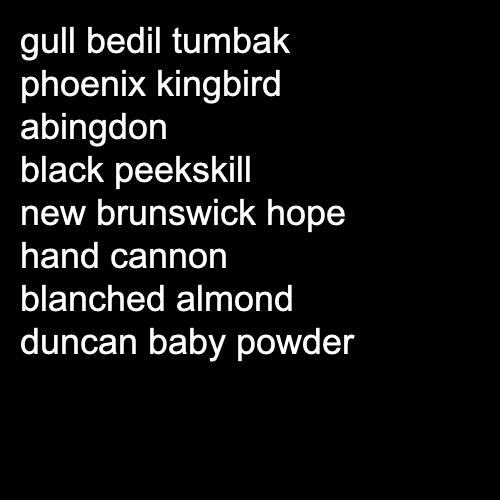 gull bedil tumbak
phoenix kingbird
abingdon
black peekskill
new brunswick hope
hand cannon
blanched almond
duncan baby powder